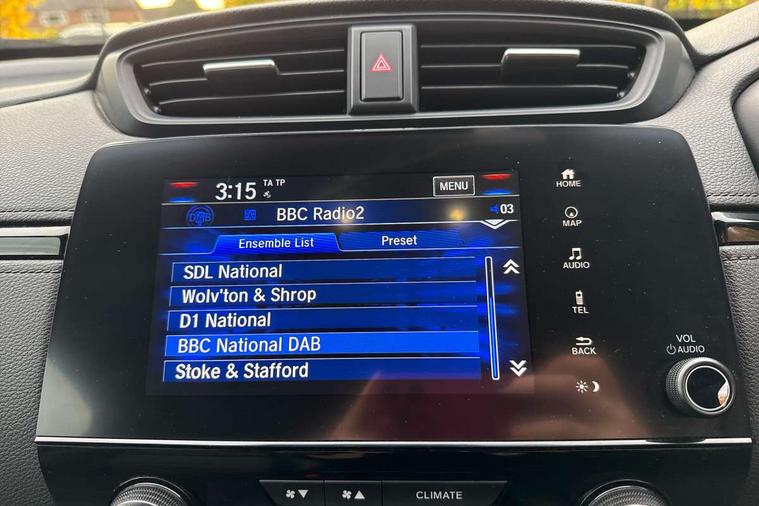 3:15 TA TP MENU
DAB BBC Radio2 03
Ensemble List Preset
SDL National
Wolv'ton & Shrop
D1 National
BBC National DAB
Stoke & Stafford
HOME
MAP
AUDIO
TEL
BACK
VOL
AUDIO
CLIMATE